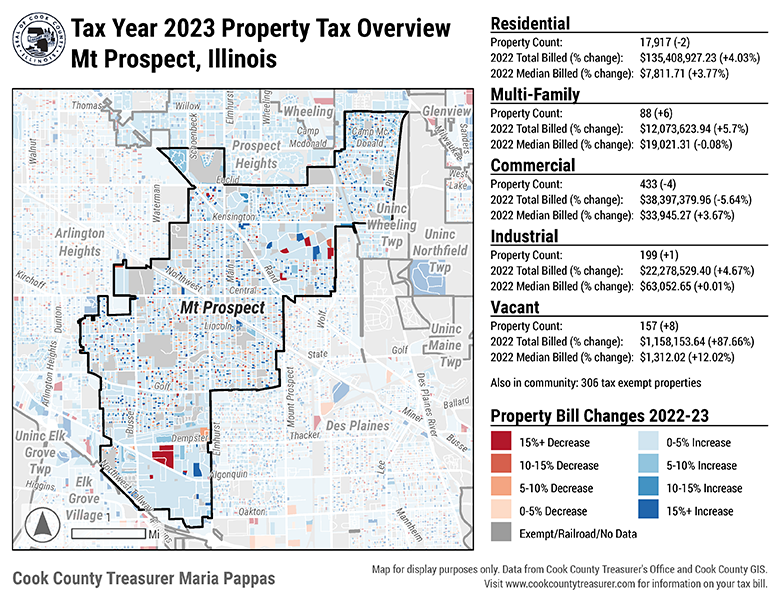 SEAL OF COOK COUNTY
ILLINOIS
Tax Year 2023 Property Tax Overview
Mt Prospect, Illinois
Thomas
Willow
Schoenbeck
Elmhurst
Wheeling
Wheeling
Camp
Mcdonald
Camp Mc
Donald
Glenview
Sanders
Milwaukee
Walnut
Prospect
Heights
Euclid
River
West
Lake
Waterman
Kensington
Uninc
Wheeling
Twp
Arlington
Heights
Uninc
Northfield
Twp
Kirchoff
Northwest
Main
Rand
Central
Mt Prospect
Lincoln
Wolf
Dunton
State
Golf
Uninc
Maine
Twp
Arlington Heights
Golf
Busse
Mount Prospect
Des Plaines River
Ballard
Des Plaines
Miner
Busse
Uninc Elk
Grove
Twp
Dempster
Elmhurst
Thacker
Lee
Algonquin
Higgins
Elk
Grove
Village
Northwest Tollway
Oakton
Mannheim
1
Mi
Residential
Property Count: 17,917 (-2)
2022 Total Billed (% change): $135,408,927.23 (+4.03%)
2022 Median Billed (% change): $7,811.71 (+3.77%)
Multi-Family
Property Count: 88 (+6)
2022 Total Billed (% change): $12,073,623.94 (+5.7%)
2022 Median Billed (% change): $19,021.31 (-0.08%)
Commercial
Property Count: 433 (-4)
2022 Total Billed (% change): $38,397,379.96 (-5.64%)
2022 Median Billed (% change): $33,945.27 (+3.67%)
Industrial
Property Count: 199 (+1)
2022 Total Billed (% change): $22,278,529.40 (+4.67%)
2022 Median Billed (% change): $63,052.65 (+0.01%)
Vacant
Property Count: 157 (+8)
2022 Total Billed (% change): $1,158,153.64 (+87.66%)
2022 Median Billed (% change): $1,312.02 (+12.02%)
Also in community: 306 tax exempt properties
Property Bill Changes 2022-23
15%+ Decrease
10-15% Decrease
5-10% Decrease
0-5% Decrease
0-5% Increase
5-10% Increase
10-15% Increase
15%+ Increase
Exempt/Railroad/No Data
Cook County Treasurer Maria Pappas
Map for display purposes only. Data from Cook County Treasurer's Office and Cook County GIS.
Visit www.cookcountytreasurer.com for information on your tax bill.